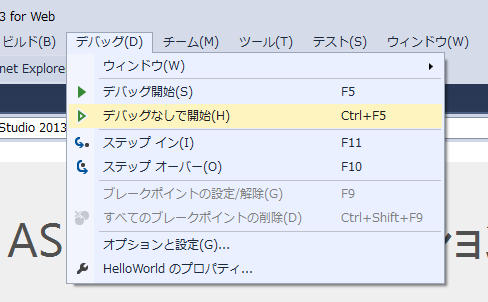 3 for Web
ビルド(B) デバッグ(D) チーム(M) ツール(T) テスト(S) ウィンドウ(W)
net Explore
ウィンドウ(W)
デバッグ開始(S) F5
Studio 2013
デバッグなしで開始(H) Ctrl+F5
ステップ イン(I) F11
ステップ オーバー(O) F10
ブレークポイントの設定/解除(G) F9
すべてのブレークポイントの削除(D) Ctrl+Shift+F9
AS
ョ
オプションと設定(G)...
HelloWorld のプロパティ...